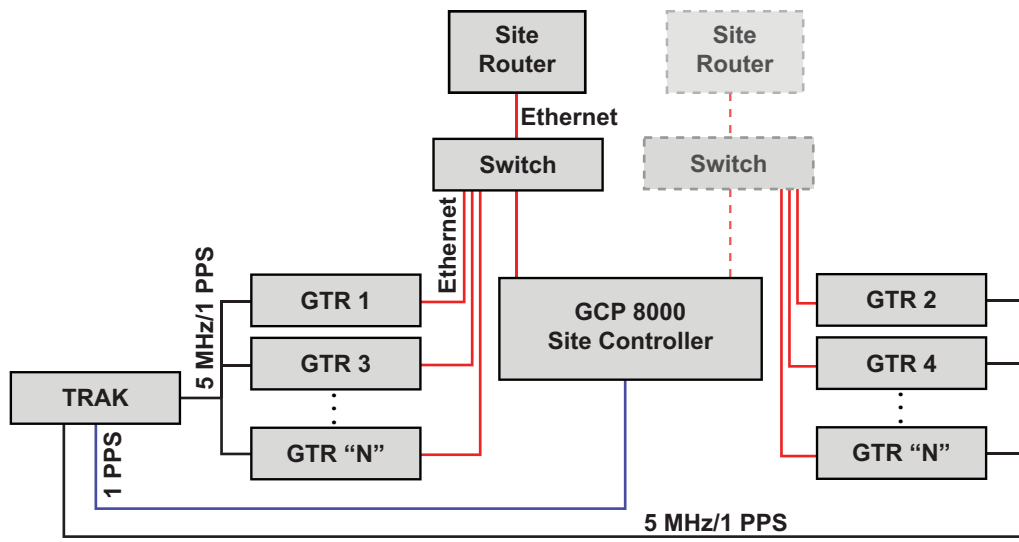 Site
Router
Site
Router
Ethernet
Switch
Switch
Ethernet
5 MHz/1 PPS
GTR 1
GCP 8000
Site Controller
GTR 2
GTR 3
GTR 4
TRAK
GTR “N”
GTR “N”
1 PPS
5 MHz/1 PPS